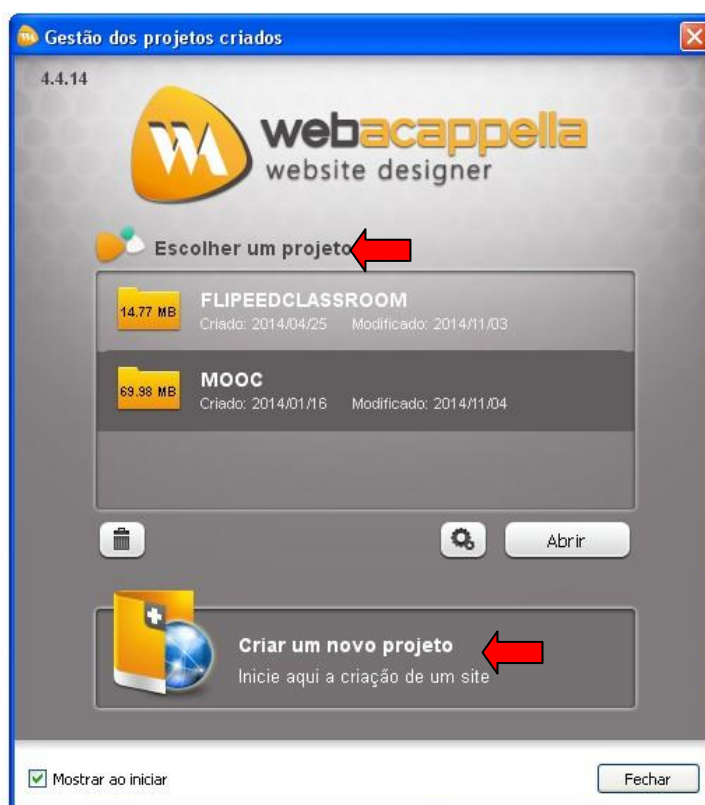 Gestão dos projetos criados
4.4.14
webacappella
website designer
Escolher um projeto
14.77 MB
FLIPEEDCLASSROOM
Criado: 2014/04/25 Modificado: 2014/11/03
69.98 MB
MOOC
Criado: 2014/01/16 Modificado: 2014/11/04
Abrir
Criar um novo projeto
Inicie aqui a criação de um site
Mostrar ao iniciar
Fechar